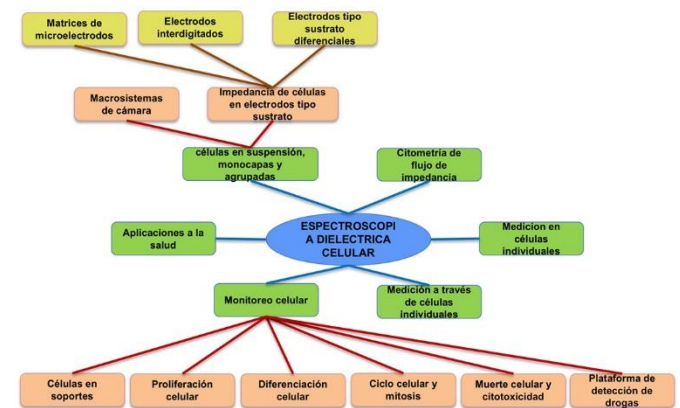 Matrices de
microelectrodos
Electrodos
interdigitados
Electrodos tipo
sustrato
diferenciales
Macrosistemas
de cámara
Impedancia de células
en electrodos tipo
sustrato
células en suspensión,
monocapas y
agrupadas
Citometría de
flujo de
impedancia
Aplicaciones a la
salud
ESPECTROSCOPI
A DIELECTRICA
CELULAR
Medicion en
células
individuales
Monitoreo celular
Medición a través
de células
individuales
Células en
soportes
Proliferación
celular
Diferenciación
celular
Ciclo celular y
mitosis
Muerte celular y
citotoxicidad
Plataforma de
detección de
drogas